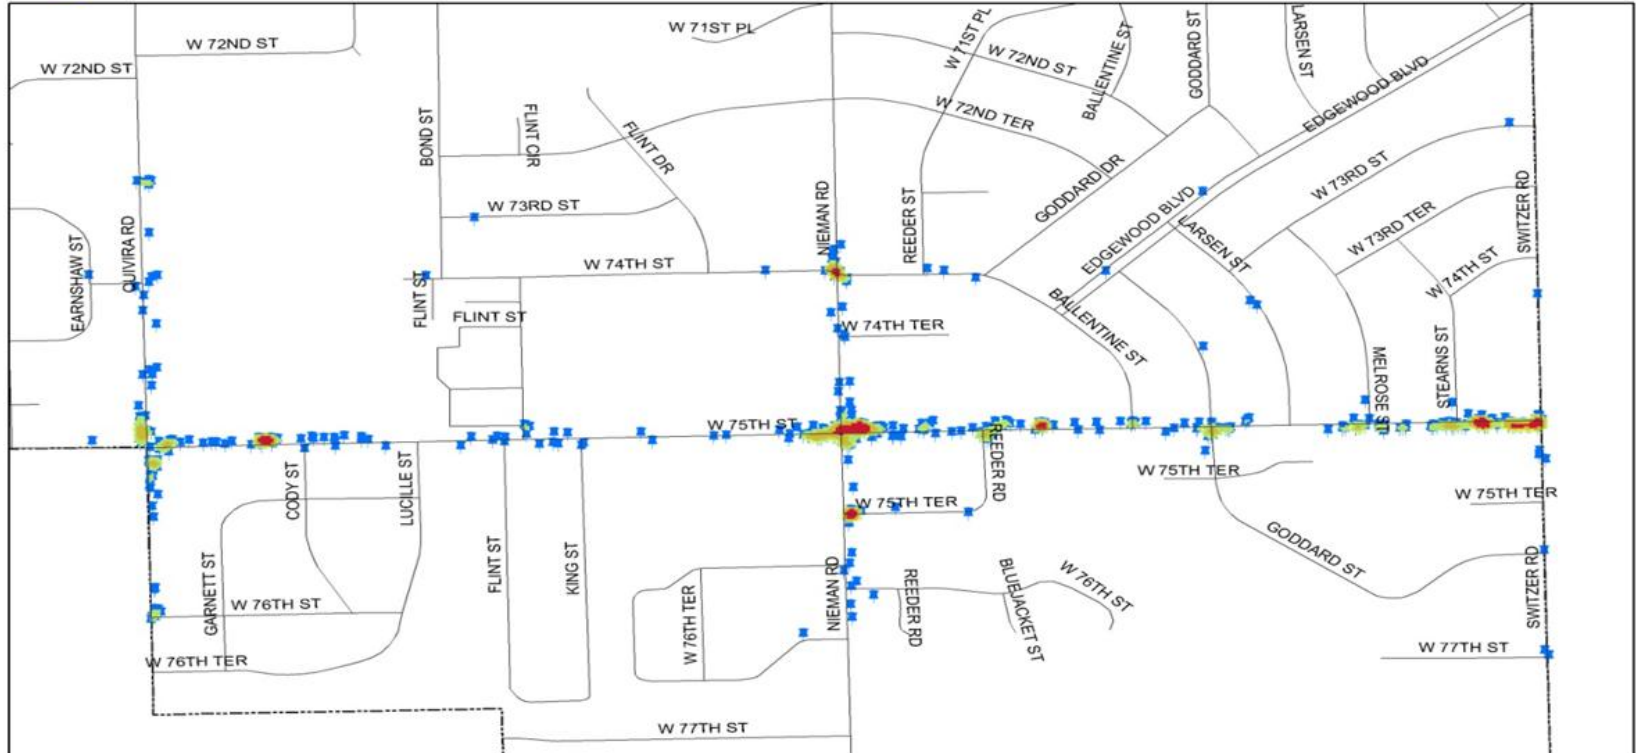 W 71ST PL
W 71ST PL
BALLENTINE ST
GODDARD ST
LARSEN ST
W 72ND ST
W 72ND ST
W 72ND ST
EDGEWOOD BLVD
W 72ND TER
BOND ST
FLINT CIR
FLINT DR
GODDARD DR
W 73RD ST
W 73RD ST
NIEMAN RD
REEDER ST
EDGEWOOD BLVD
LARSEN ST
W 73RD TER
SWITZER RD
EARNSHAW ST
QUIVIRA RD
W 74TH ST
W 74TH ST
FLINT ST
FLINT ST
W 74TH TER
BALLENTINE ST
MELROSE ST
STEARNS ST
W 75TH ST
REEDER RD
W 75TH TER
CODY ST
LUCILLE ST
W 75TH TER
W 75TH TER
GODDARD ST
GARNETT ST
FLINT ST
KING ST
NIEMAN RD
REEDER RD
BLUEJACKET ST
W 76TH ST
SWITZER RD
W 76TH ST
W 76TH TER
W 76TH TER
W 77TH ST
W 77TH ST